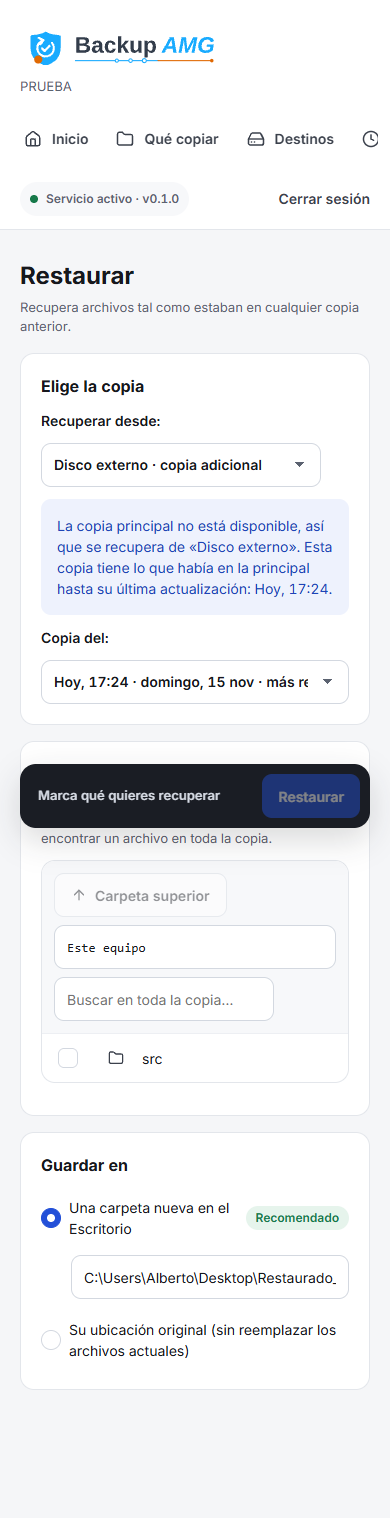 Backup AMG
PRUEBA
Inicio
Qué copiar
Destinos
Servicio activo · v0.1.0
Cerrar sesión
Restaurar
Recupera archivos tal como estaban en cualquier copia
anterior.
Elige la copia
Recuperar desde:
Disco externo · copia adicional
La copia principal no está disponible, así
que se recupera de «Disco externo». Esta
copia tiene lo que había en la principal
hasta su última actualización: Hoy, 17:24.
Copia del:
Hoy, 17:24 · domingo, 15 nov · más re
Marca qué quieres recuperar
Restaurar
encontrar un archivo en toda la copia.
Carpeta superior
Este equipo
Buscar en toda la copia...
src
Guardar en
Una carpeta nueva en el
Escritorio
Recomendado
C:\Users\Alberto\Desktop\Restaurado_
Su ubicación original (sin reemplazar los
archivos actuales)